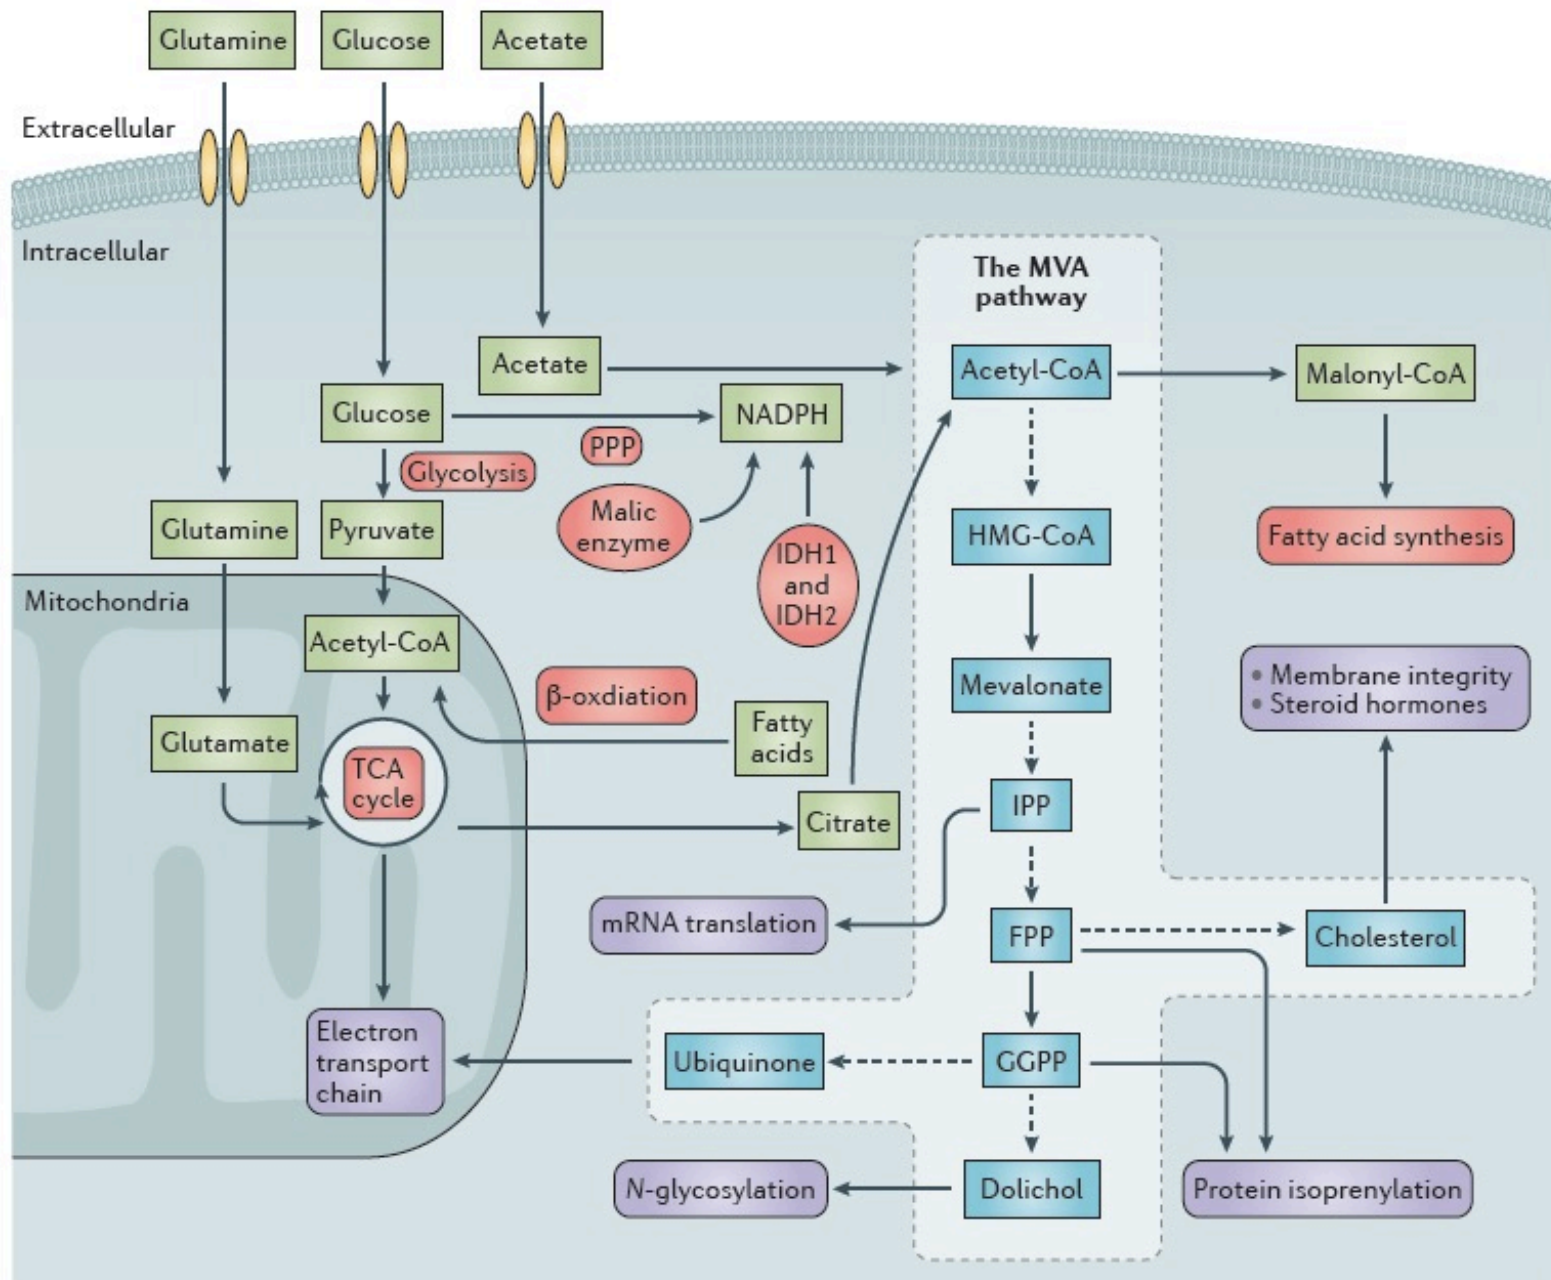 Glutamine
Glucose
Acetate
Extracellular
Intracellular
The MVA
pathway
Acetate
Acetyl-CoA
Malonyl-CoA
Glucose
NADPH
PPP
Glycolysis
Glutamine
Pyruvate
Malic
enzyme
HMG-CoA
Fatty acid synthesis
IDH1
and
IDH2
Mitochondria
Acetyl-CoA
β-oxdiation
Mevalonate
• Membrane integrity
• Steroid hormones
Glutamate
Fatty
acids
TCA
cycle
IPP
Citrate
mRNA translation
FPP
Cholesterol
Electron
transport
chain
Ubiquinone
GGPP
N-glycosylation
Dolichol
Protein isoprenylation